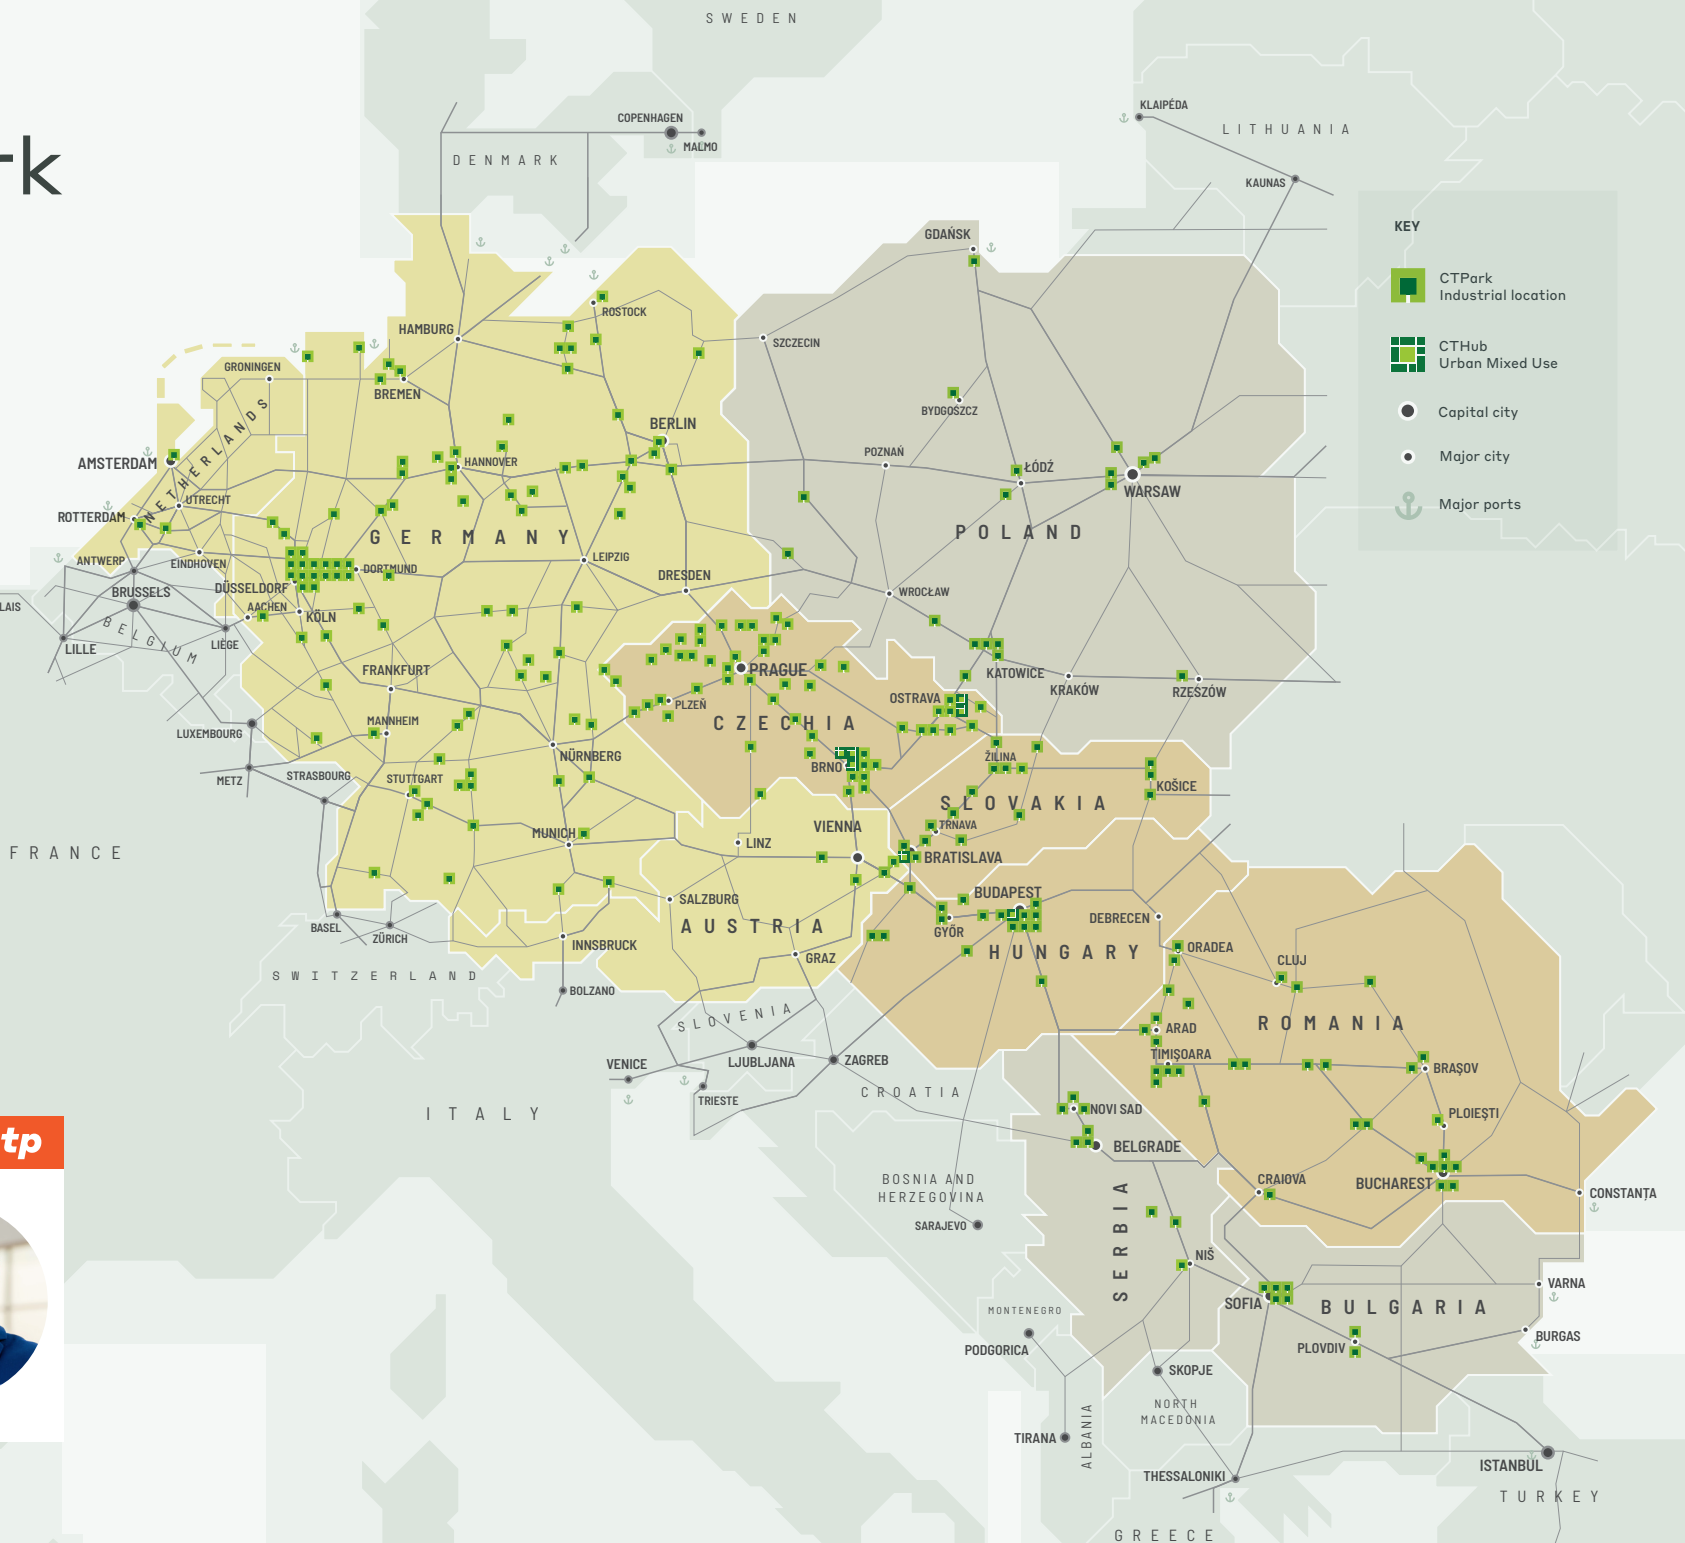 SWEDEN
KLAIPÉDA
COPENHAGEN
LITHUANIA
MALMO
DENMARK
rk
KAUNAS
KEY
GDAŃSK
CTPark
Industrial location
ROSTOCK
HAMBURG
SZCZECIN
CTHub
Urban Mixed Use
GRONINGEN
BREMEN
BYDGOSZCZ
Capital city
NETHERLANDS
BERLIN
POZNAŃ
Major city
AMSTERDAM
HANNOVER
ŁÓDŹ
WARSAW
UTRECHT
Major ports
ROTTERDAM
GERMANY
POLAND
ANTWERP
EINDHOVEN
LEIPZIG
DORTMUND
DRESDEN
DÜSSELDORF
BRUSSELS
WROCŁAW
LAIS
AACHEN
KÖLN
BELGIUM
LIÈGE
LILLE
FRANKFURT
PRAGUE
KATOWICE
KRAKÓW
RZESZÓW
OSTRAVA
PLZEŇ
MANNHEIM
CZECHIA
LUXEMBOURG
NÜRNBERG
ŽILINA
BRNO
METZ
STRASBOURG
STUTTGART
KOŠICE
SLOVAKIA
VIENNA
TRNAVA
MUNICH
LINZ
FRANCE
BRATISLAVA
BUDAPEST
SALZBURG
DEBRECEN
BASEL
AUSTRIA
GYÖR
ZÜRICH
INNSBRUCK
ORADEA
HUNGARY
GRAZ
CLUJ
SWITZERLAND
BOLZANO
SLOVENIA
ROMANIA
ARAD
TIMIȘOARA
VENICE
LJUBLJANA
ZAGREB
BRAȘOV
CROATIA
TRIESTE
NOVI SAD
ITALY
PLOIEȘTI
tp
BELGRADE
BOSNIA AND
HERZEGOVINA
CRAIOVA
BUCHAREST
CONSTANȚA
SARAJEVO
SERBIA
NIŠ
VARNA
SOFIA
BULGARIA
MONTENEGRO
PODGORICA
PLOVDIV
BURGAS
SKOPJE
NORTH
MACEDONIA
TIRANA
ALBANIA
THESSALONIKI
ISTANBUL
TURKEY
GREECE